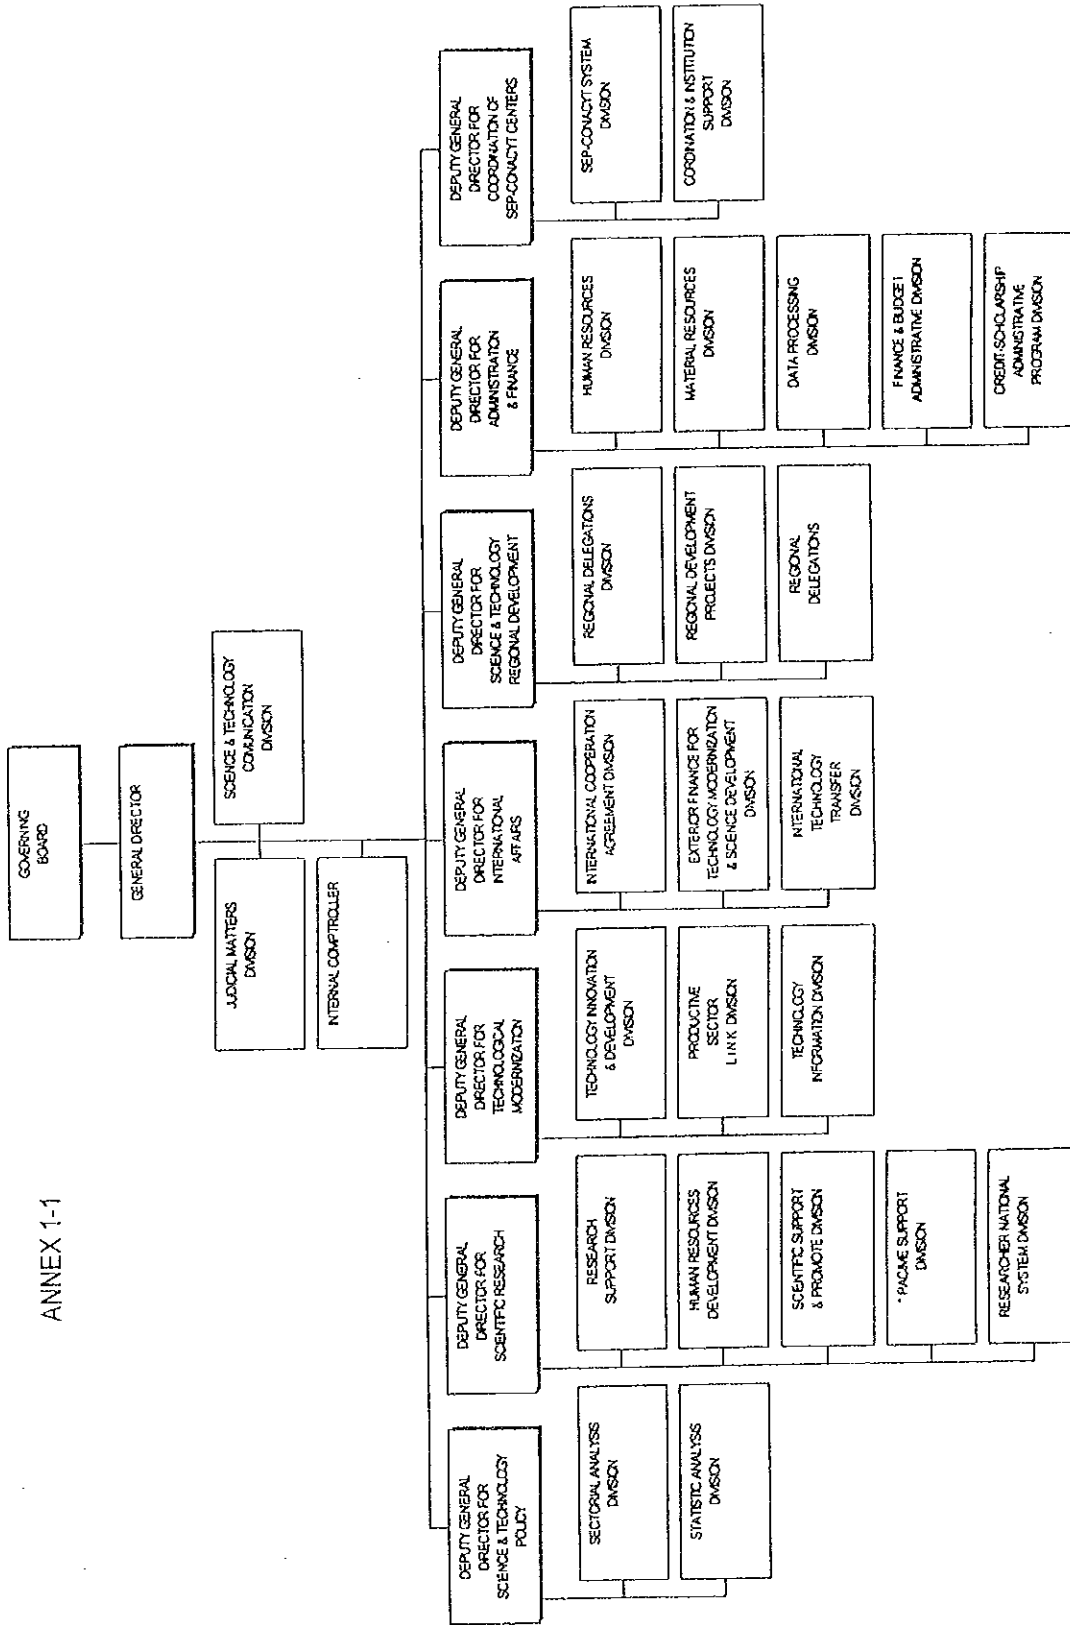 ANNEX 1-1
GOVERNING
BOARD
GENERAL DIRECTOR
JUDICIAL MATTERS
DIVISION
SCIENCE & TECHNOLOGY
COMUNICATION
DIVISION
INTERNAL COMPTROLLER
DEPUTY GENERAL
DIRECTOR FOR
SCIENCE & TECHNOLOGY
POLICY
SECTORIAL ANALYSIS
DIVISION
STATISTIC ANALYSIS
DIVISION
DEPUTY GENERAL
DIRECTOR FOR
SCIENTIFIC RESEARCH
RESEARCH
SUPPORT DIVISION
HUMAN RESOURCES
DEVELOPMENT DIVISION
SCIENTIFIC SUPPORT
& PROMOTE DIVISION
* PACIME SUPPORT
DIVISION
RESEARCHER NATIONAL
SYSTEM DIVISION
DEPUTY GENERAL
DIRECTOR FOR
TECHNOLOGICAL
MODERNIZATION
TECHNOLOGY INNOVATION
& DEVELOPMENT
DIVISION
PRODUCTIVE
SECTOR
LINK DIVISION
TECHNOLOGY
INFORMATION DIVISION
DEPUTY GENERAL
DIRECTOR FOR
INTERNATIONAL
AFFAIRS
INTERNATIONAL COOPERATION
AGREEMENT DIVISION
EXTERIOR FINANCE FOR
TECHNOLOGY MODERNIZATION
& SCIENCE DEVELOPMENT
DIVISION
INTERNATIONAL
TECHNOLOGY
TRANSFER
DIVISION
DEPUTY GENERAL
DIRECTOR FOR
SCIENCE & TECHNOLOGY
REGIONAL DEVELOPMENT
REGIONAL DELEGATIONS
DIVISION
REGIONAL DEVELOPMENT
PROJECTS DIVISION
REGIONAL
DELEGATIONS
DEPUTY GENERAL
DIRECTOR FOR
ADMINISTRATION
& FINANCE
HUMAN RESOURCES
DIVISION
MATERIAL RESOURCES
DIVISION
DATA PROCESSING
DIVISION
FINANCE & BUDGET
ADMINISTRATIVE DIVISION
CREDIT-SCHOLARSHIP
ADMINISTRATIVE
PROGRAM DIVISION
DEPUTY GENERAL
DIRECTOR FOR
COORDINATION OF
SEP-CONACYT CENTERS
SEP-CONACYT SYSTEM
DIVISION
CORDINATION & INSTITUTION
SUPPORT
DIVISION